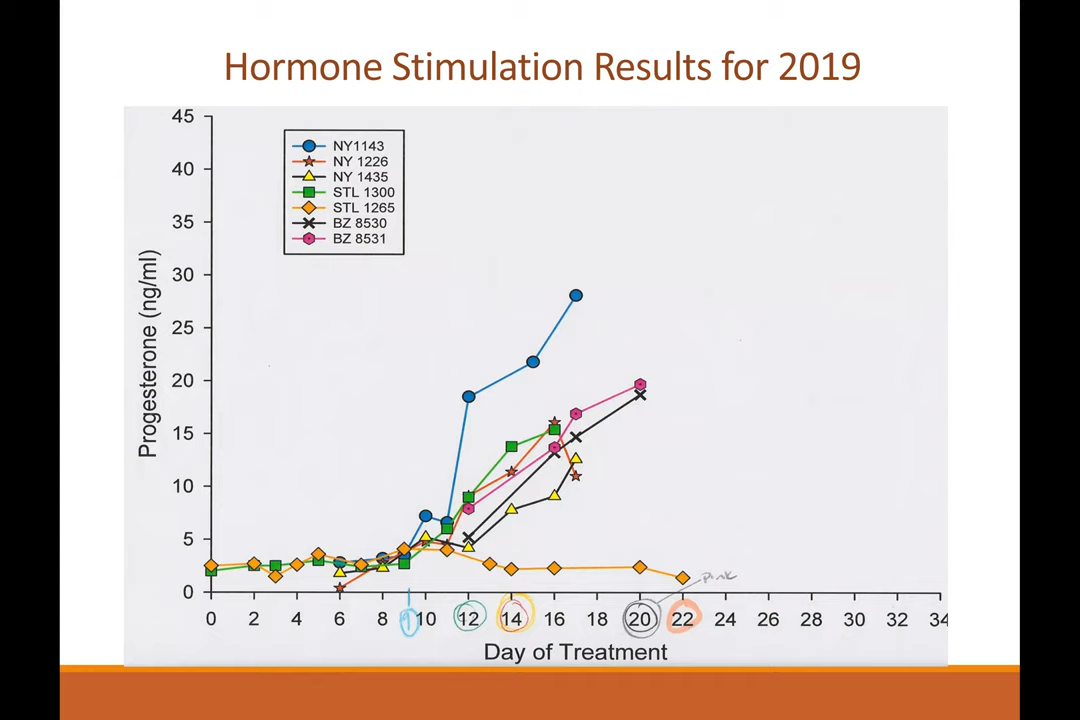 Hormone Stimulation Results for 2019
45
40
35
30
25
20
15
10
5
0
Progesterone (ng/ml)
NY1143
NY 1226
NY 1435
STL 1300
STL 1265
BZ 8530
BZ 8531
pink
0 2 4 6 8 9 10 12 14 16 18 20 22 24 26 28 30 32 34
Day of Treatment